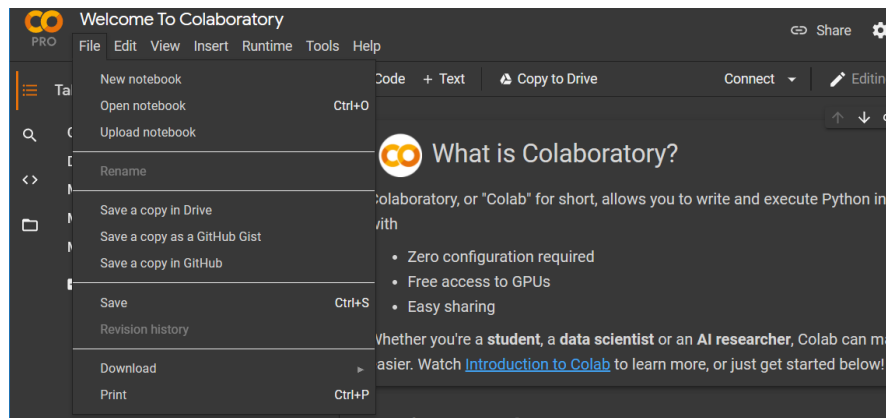 Welcome To Colaboratory
PRO
File Edit View Insert Runtime Tools Help
Share
Code + Text Copy to Drive Connect Editin
New notebook
Open notebook Ctrl+O
Upload notebook
Rename
Save a copy in Drive
Save a copy as a GitHub Gist
Save a copy in GitHub
Save Ctrl+S
Revision history
Download
Print Ctrl+P
What is Colaboratory?
Colaboratory, or "Colab" for short, allows you to write and execute Python in
with
• Zero configuration required
• Free access to GPUs
• Easy sharing
Whether you're a student, a data scientist or an AI researcher, Colab can ma
easier. Watch Introduction to Colab to learn more, or just get started below!